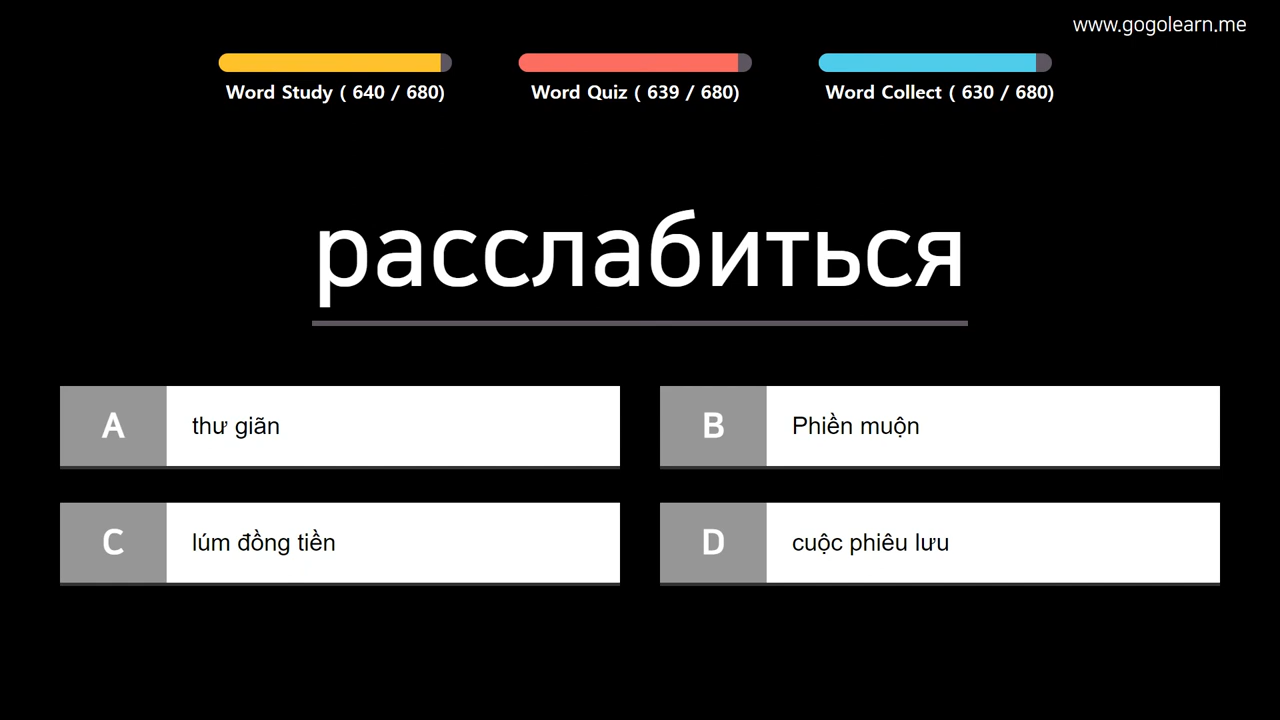 www.gogolearn.me
Word Study ( 640 / 680)
Word Quiz ( 639 / 680)
Word Collect ( 630 / 680)
расслабиться
A thư giãn
B Phiền muộn
C lúm đồng tiền
D cuộc phiêu lưu